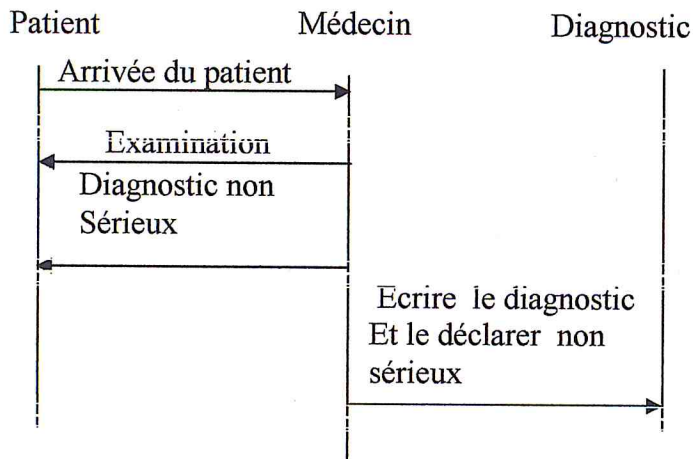 Patient Médecin Diagnostic
Arrivée du patient
Examination
Diagnostic non
Sérieux
Ecrire le diagnostic
Et le déclarer non
sérieux